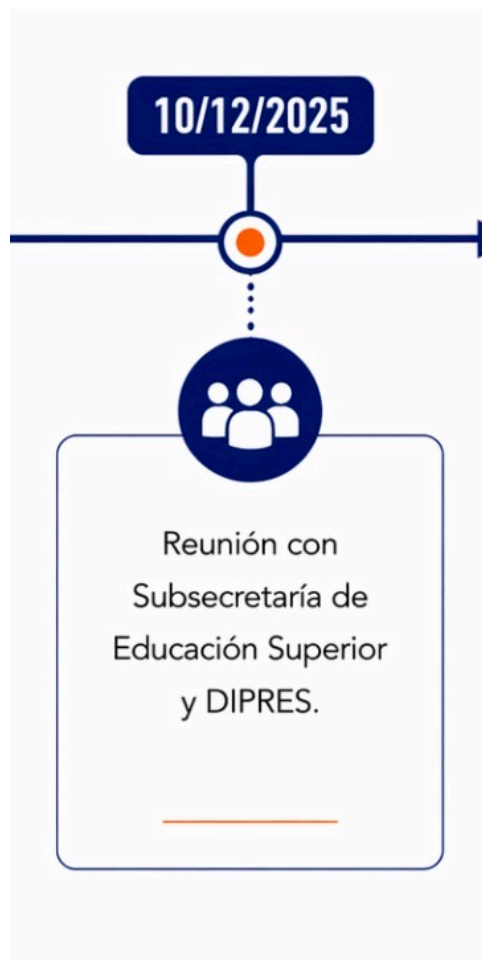 10/12/2025
Reunión con
Subsecretaría de
Educación Superior
y DIPRES.